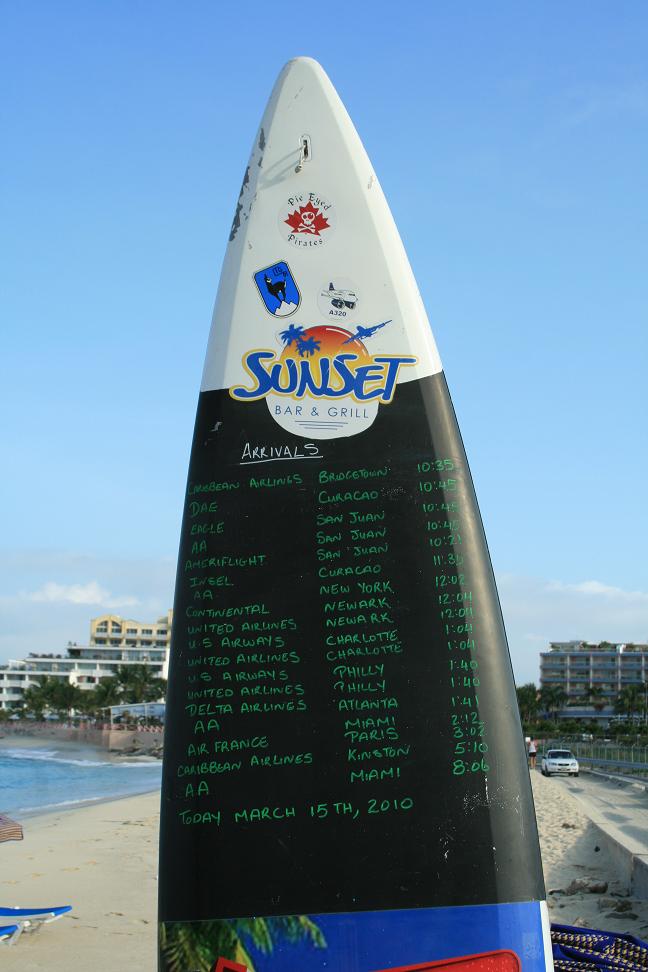 Pie Eyed
Pirates
A320
SUNSET
BAR & GRILL
ARRIVALS
CARIBBEAN AIRLINGS BRIDGETOWN 10:35
DAE CURACAO 10:45
EAGLE SAN JUAN 10:45
AA SAN JUAN 10:45
AMERIFLIGHT SAN JUAN 10:21
INSEL CURACAO 11:30
AA NEW YORK 12:02
CONTINENTAL NEWARK 12:04
UNITED AIRLINES NEWARK 12:04
U.S AIRWAYS CHARLOTTE 1:04
UNITED AIRLINES CHARLOTTE 1:04
U.S AIRWAYS PHILLY 1:40
UNITED AIRLINES PHILLY 1:40
DELTA AIRLINES ATLANTA 1:41
AA MIAMI 2:12
AIR FRANCE PARIS 3:02
CARIBBEAN AIRLINES KINSTON 5:10
AA MIAMI 8:06
TODAY MARCH 15TH, 2010